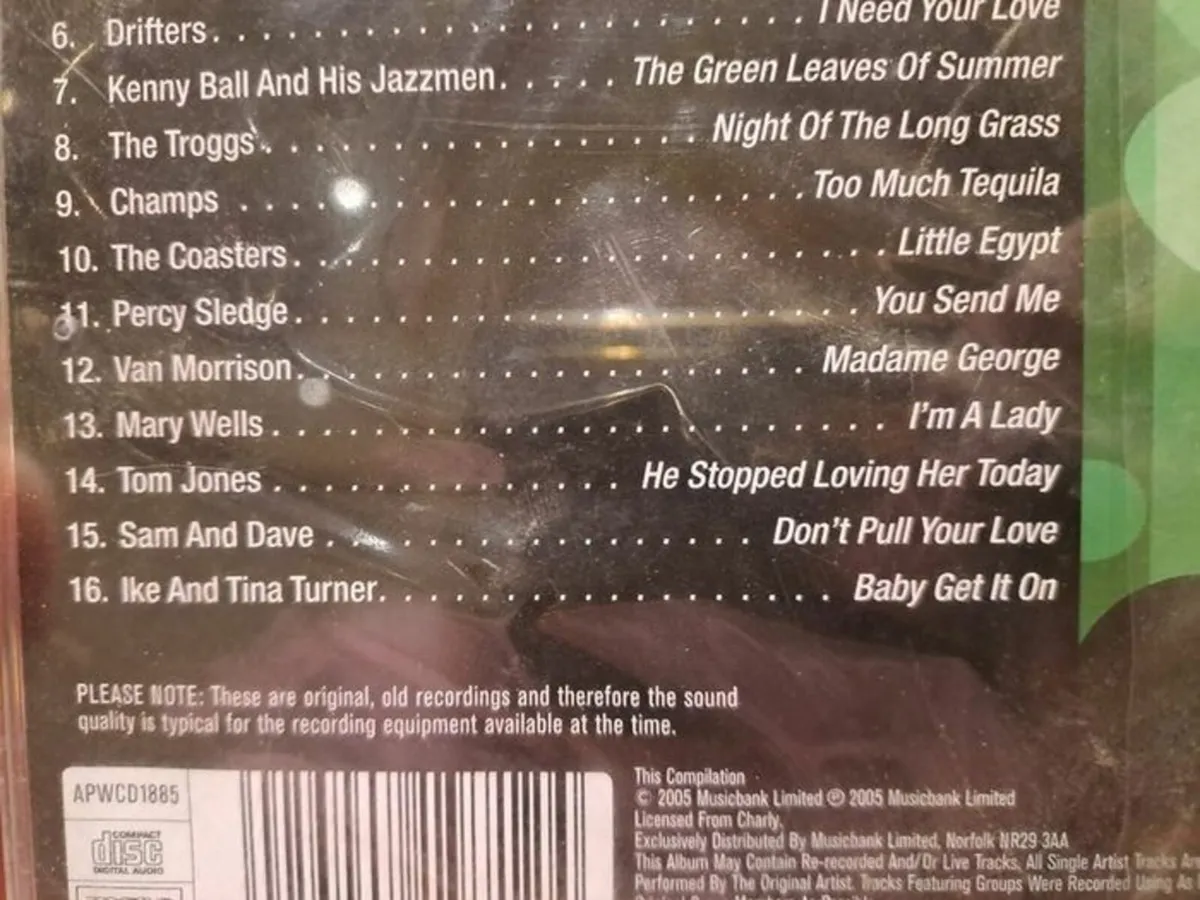 6. Drifters. . . . . . . . . . . . . . . . . . . . . . . . I Need Your Love
7. Kenny Ball And His Jazzmen. . . . . . The Green Leaves Of Summer
8. The Troggs. . . . . . . . . . . . . . . . . . Night Of The Long Grass
9. Champs . . . . . . . . . . . . . . . . . . . . . . Too Much Tequila
10. The Coasters. . . . . . . . . . . . . . . . . . . . . . . Little Egypt
11. Percy Sledge. . . . . . . . . . . . . . . . . . . . . . You Send Me
12. Van Morrison. . . . . . . . . . . . . . . . . . . . Madame George
13. Mary Wells . . . . . . . . . . . . . . . . . . . . . . . . I'm A Lady
14. Tom Jones . . . . . . . . . . . . . . He Stopped Loving Her Today
15. Sam And Dave . . . . . . . . . . . . . . . . . Don't Pull Your Love
16. Ike And Tina Turner. . . . . . . . . . . . . . . . . . Baby Get It On
PLEASE NOTE: These are original, old recordings and therefore the sound
quality is typical for the recording equipment available at the time.
APWCD1885
COMPACT
disc
DIGITAL AUDIO
This Compilation
© 2005 Musicbank Limited ℗ 2005 Musicbank Limited
Licensed From Charly.
Exclusively Distributed By Musicbank Limited, Norfolk NR29 3AA
This Album May Contain Re-recorded And/Or Live Tracks. All Single Artist Tracks Are
Performed By The Original Artist. Tracks Featuring Groups Were Recorded Using As